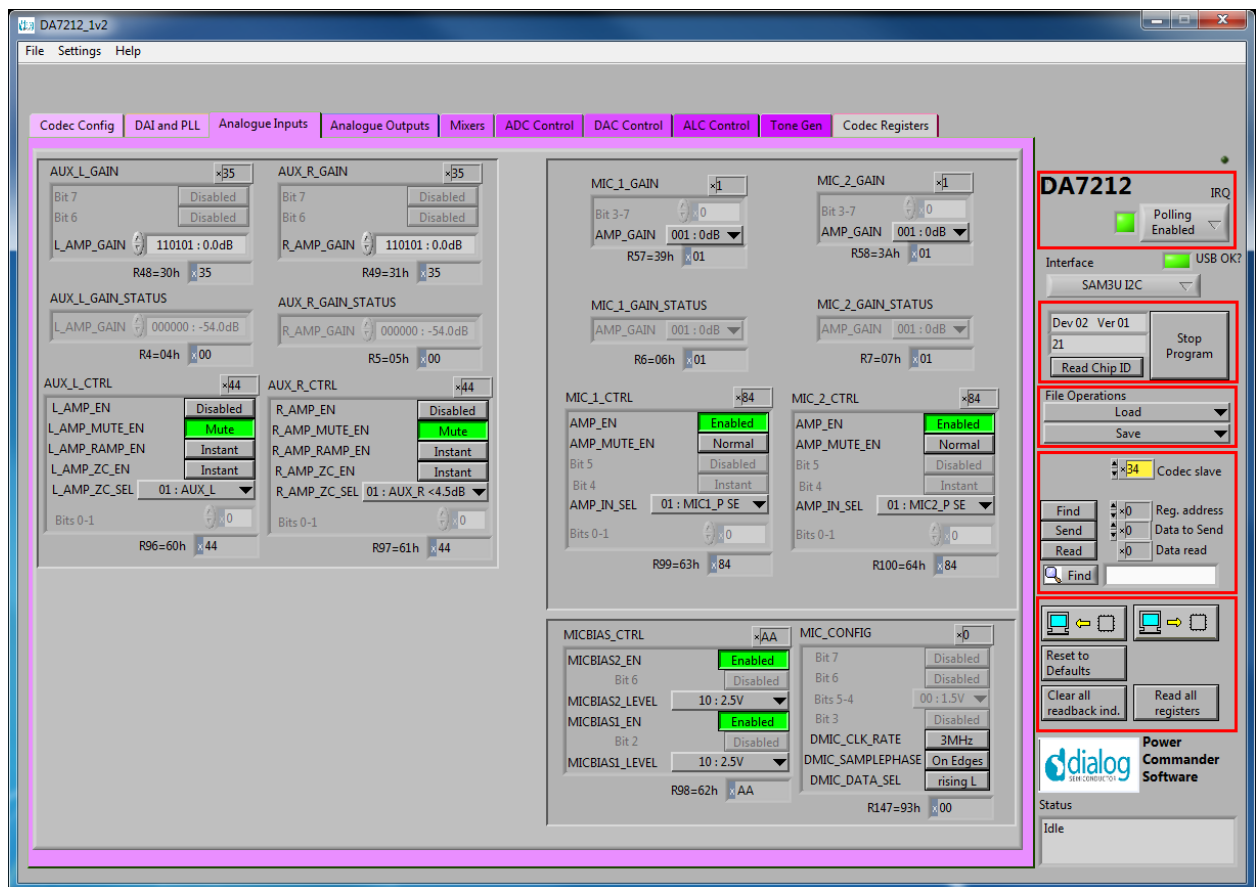 DA7212_1v2
File Settings Help
Codec Config DAI and PLL Analogue Inputs Analogue Outputs Mixers ADC Control DAC Control ALC Control Tone Gen Codec Registers
AUX_L_GAIN x35
Bit 7 Disabled
Bit 6 Disabled
L_AMP_GAIN 110101 : 0.0dB
R48=30h x35
AUX_R_GAIN x35
Bit 7 Disabled
Bit 6 Disabled
R_AMP_GAIN 110101 : 0.0dB
R49=31h x35
AUX_L_GAIN_STATUS
L_AMP_GAIN 000000 : -54.0dB
R4=04h x00
AUX_R_GAIN_STATUS
R_AMP_GAIN 000000 : -54.0dB
R5=05h x00
AUX_L_CTRL x44
L_AMP_EN Disabled
L_AMP_MUTE_EN Mute
L_AMP_RAMP_EN Instant
L_AMP_ZC_EN Instant
L_AMP_ZC_SEL 01 : AUX_L
Bits 0-1 x0
R96=60h x44
AUX_R_CTRL x44
R_AMP_EN Disabled
R_AMP_MUTE_EN Mute
R_AMP_RAMP_EN Instant
R_AMP_ZC_EN Instant
R_AMP_ZC_SEL 01 : AUX_R <4.5dB
Bits 0-1 x0
R97=61h x44
MIC_1_GAIN x1
Bit 3-7 x0
AMP_GAIN 001 : 0dB
R57=39h x01
MIC_2_GAIN x1
Bit 3-7 x0
AMP_GAIN 001 : 0dB
R58=3Ah x01
MIC_1_GAIN_STATUS
AMP_GAIN 001 : 0dB
R6=06h x01
MIC_2_GAIN_STATUS
AMP_GAIN 001 : 0dB
R7=07h x01
MIC_1_CTRL x84
AMP_EN Enabled
AMP_MUTE_EN Normal
Bit 5 Disabled
Bit 4 Instant
AMP_IN_SEL 01 : MIC1_P SE
Bits 0-1 x0
R99=63h x84
MIC_2_CTRL x84
AMP_EN Enabled
AMP_MUTE_EN Normal
Bit 5 Disabled
Bit 4 Instant
AMP_IN_SEL 01 : MIC2_P SE
Bits 0-1 x0
R100=64h x84
MICBIAS_CTRL xAA
MICBIAS2_EN Enabled
Bit 6 Disabled
MICBIAS2_LEVEL 10 : 2.5V
MICBIAS1_EN Enabled
Bit 2 Disabled
MICBIAS1_LEVEL 10 : 2.5V
R98=62h xAA
MIC_CONFIG x0
Bit 7 Disabled
Bit 6 Disabled
Bits 5-4 00 : 1.5V
Bit 3 Disabled
DMIC_CLK_RATE 3MHz
DMIC_SAMPLEPHASE On Edges
DMIC_DATA_SEL rising L
R147=93h x00
DA7212 IRQ
Polling
Enabled
Interface USB OK?
SAM3U I2C
Dev 02 Ver 01
21
Read Chip ID
Stop
Program
File Operations
Load
Save
x34 Codec slave
Find x0 Reg. address
Send x0 Data to Send
Read x0 Data read
Find
Reset to
Defaults
Clear all
readback ind.
Read all
registers
dialog
SEMICONDUCTOR
Power
Commander
Software
Status
Idle